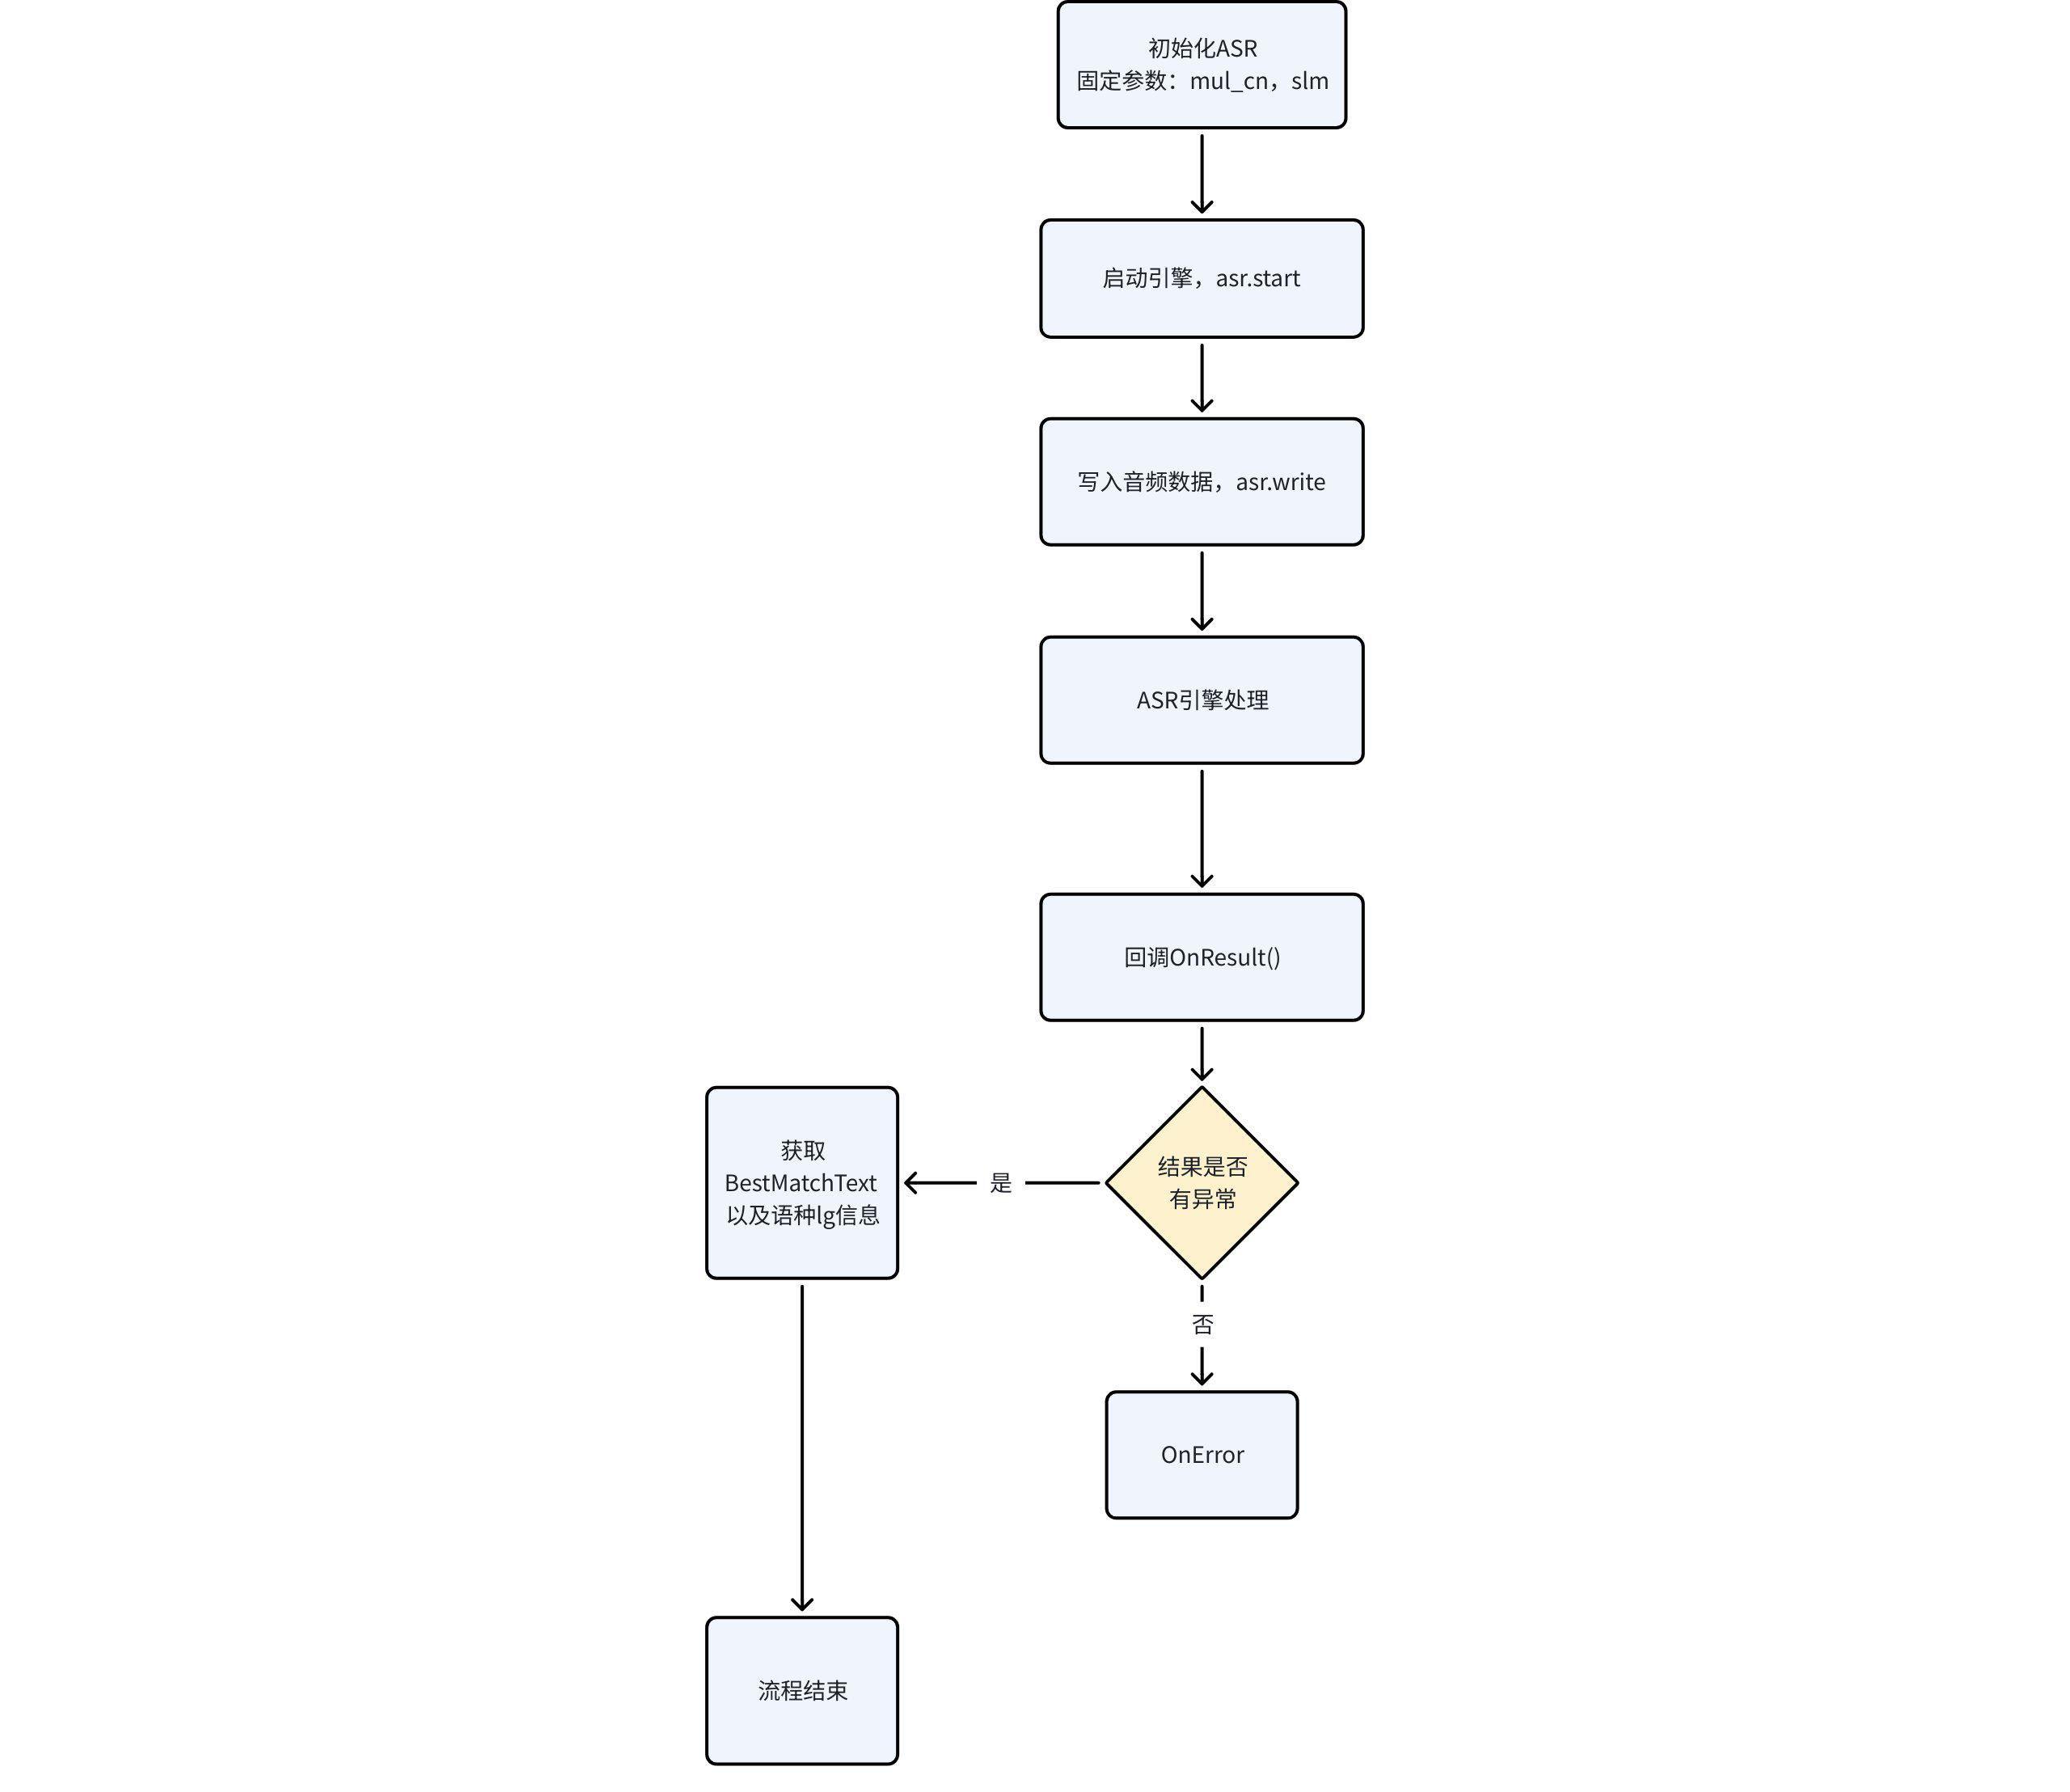 初始化ASR
固定参数：mul_cn，slm
启动引擎，asr.start
写入音频数据，asr.write
ASR引擎处理
回调OnResult()
结果是否
有异常
是
获取
BestMatchText
以及语种lg信息
否
OnError
流程结束